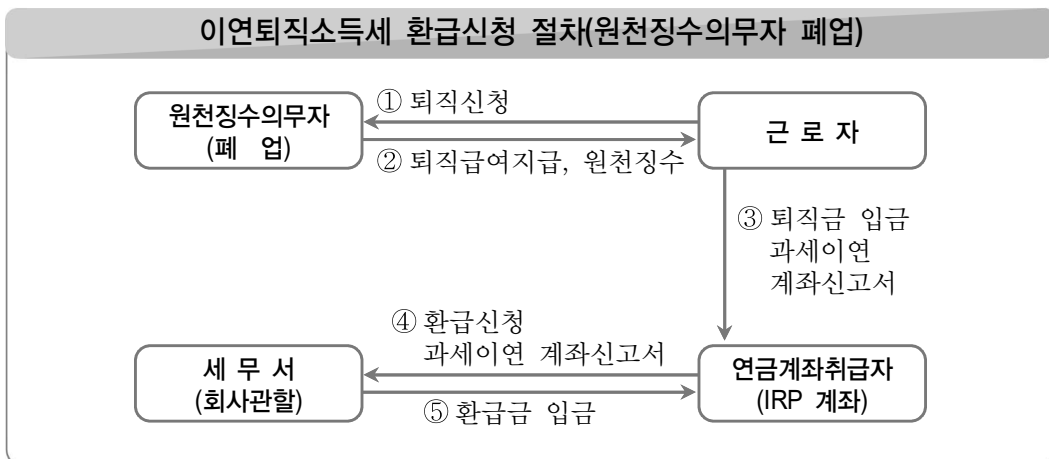 이연퇴직소득세 환급신청 절차(원천징수의무자 폐업)
원천징수의무자
(폐 업)
① 퇴직신청
② 퇴직급여지급, 원천징수
근 로 자
③ 퇴직금 입금
과세이연
계좌신고서
④ 환급신청
과세이연 계좌신고서
세 무 서
(회사관할)
⑤ 환급금 입금
연금계좌취급자
(IRP 계좌)